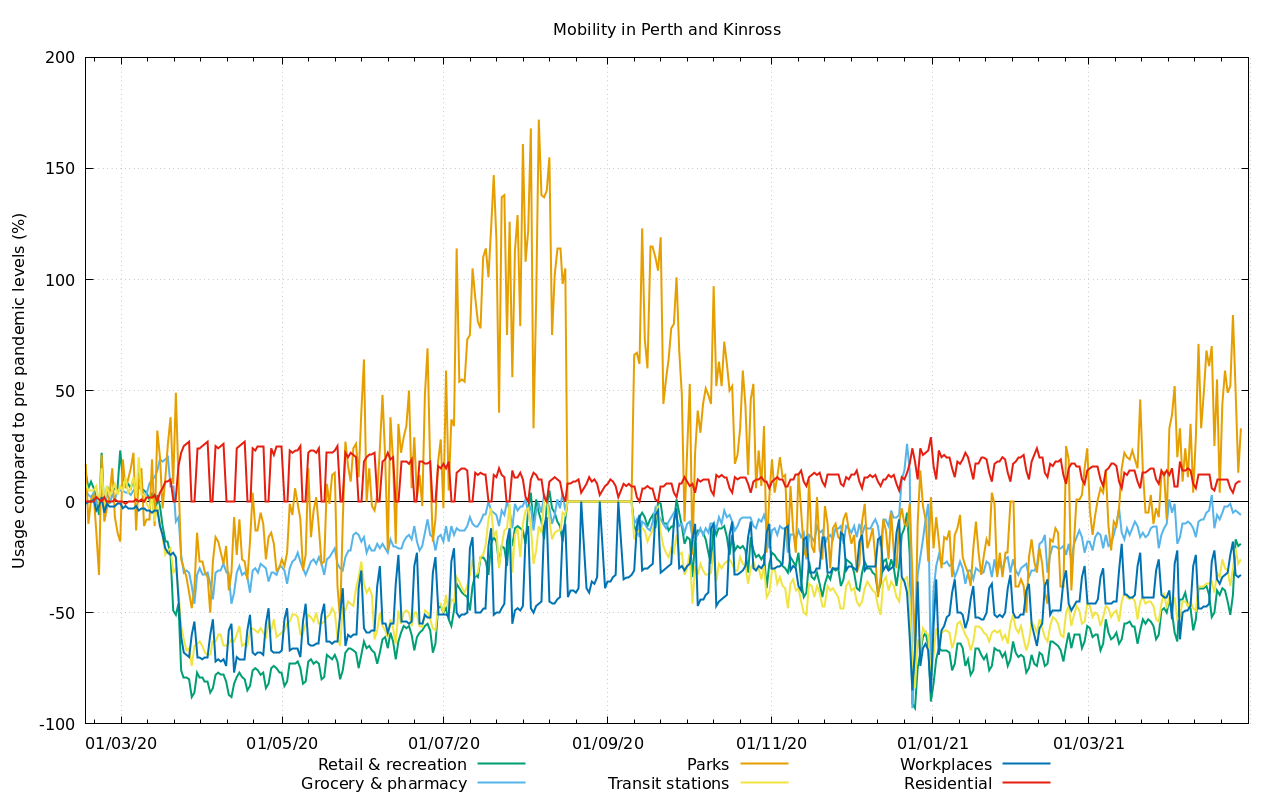 Mobility in Perth and Kinross
Usage compared to pre pandemic levels (%)
200
150
100
50
0
-50
-100
01/03/20 01/05/20 01/07/20 01/09/20 01/11/20 01/01/21 01/03/21
Retail & recreation Parks Workplaces
Grocery & pharmacy Transit stations Residential